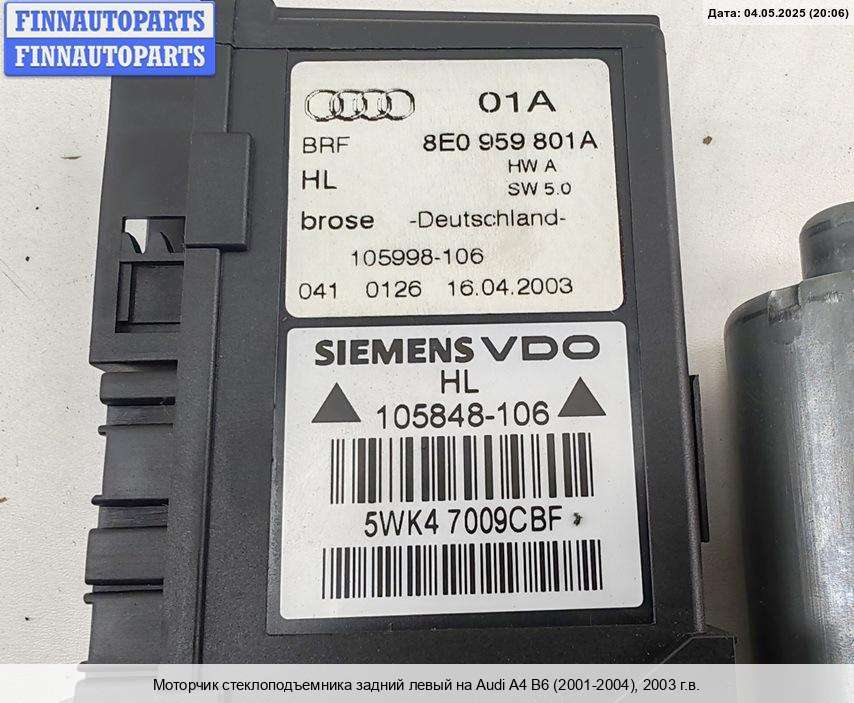 FINNAUTOPARTS
FINNAUTOPARTS
Дата: 04.05.2025 (20:06)
01A
BRF 8E0 959 801A
HL HW A
SW 5.0
brose -Deutschland-
105998-106
041 0126 16.04.2003
SIEMENS VDO
HL
105848-106
5WK4 7009CBF
Моторчик стеклоподъемника задний левый на Audi A4 B6 (2001-2004), 2003 г.в.